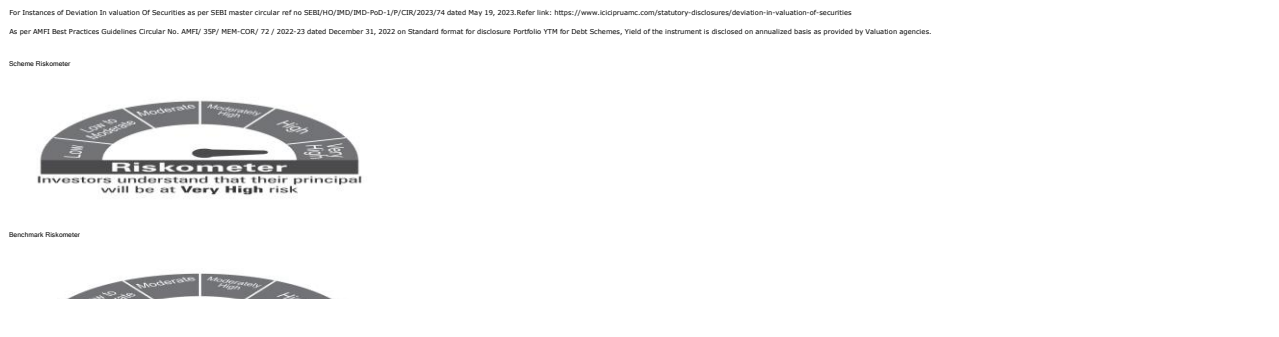 For Instances of Deviation In valuation Of Securities as per SEBI master circular ref no SEBI/HO/IMD/IMD-PoD-1/P/CIR/2023/74 dated May 19, 2023.Refer link: https://www.icicipruamc.com/statutory-disclosures/deviation-in-valuation-of-securities
As per AMFI Best Practices Guidelines Circular No. AMFI/ 35P/ MEM-COR/ 72 / 2022-23 dated December 31, 2022 on Standard format for disclosure Portfolio YTM for Debt Schemes, Yield of the instrument is disclosed on annualized basis as provided by Valuation agencies.
Scheme Riskometer
Low
Low to
Moderate
Moderate
Moderately
High
High
Very
High
Riskometer
Investors understand that their principal
will be at Very High risk
Benchmark Riskometer
Moderate
Moderately
High